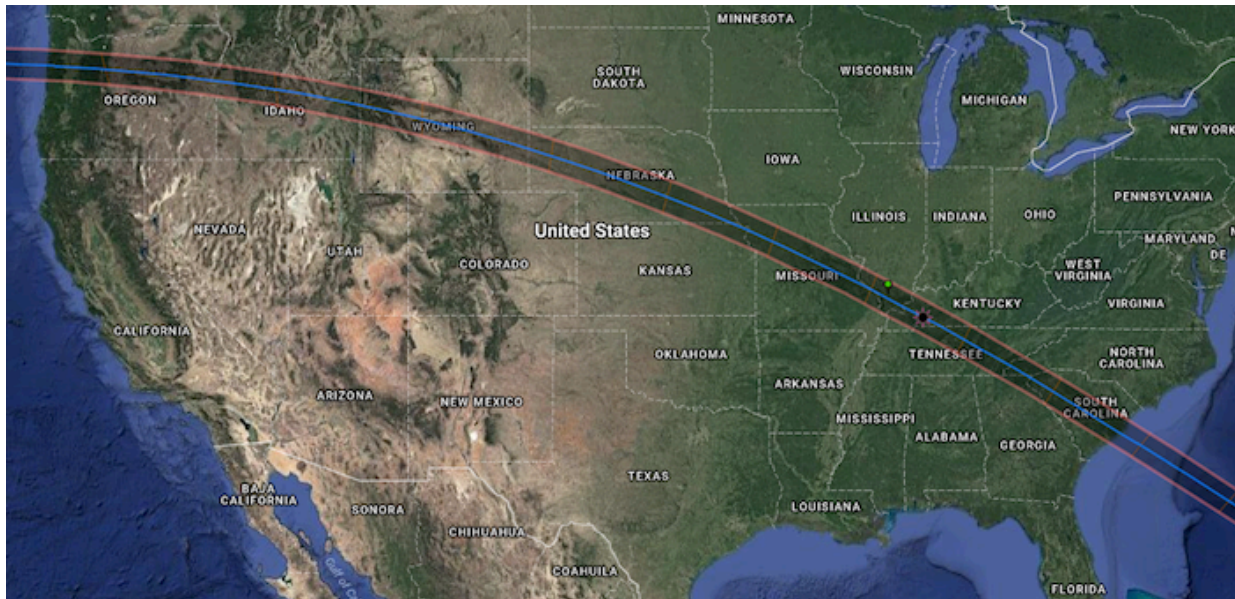 MINNESOTA
SOUTH
DAKOTA
WISCONSIN
MICHIGAN
OREGON
IDAHO
WYOMING
NEW YORK
IOWA
NEBRASKA
PENNSYLVANIA
NEVADA
UTAH
COLORADO
United States
KANSAS
MISSOURI
ILLINOIS
INDIANA
OHIO
MARYLAND
DE
WEST
VIRGINIA
KENTUCKY
VIRGINIA
CALIFORNIA
OKLAHOMA
TENNESSEE
NORTH
CAROLINA
ARIZONA
NEW MEXICO
ARKANSAS
MISSISSIPPI
ALABAMA
GEORGIA
SOUTH
CAROLINA
BAJA
CALIFORNIA
SONORA
CHIHUAHUA
TEXAS
LOUISIANA
COAHUILA
FLORIDA
Gulf of C